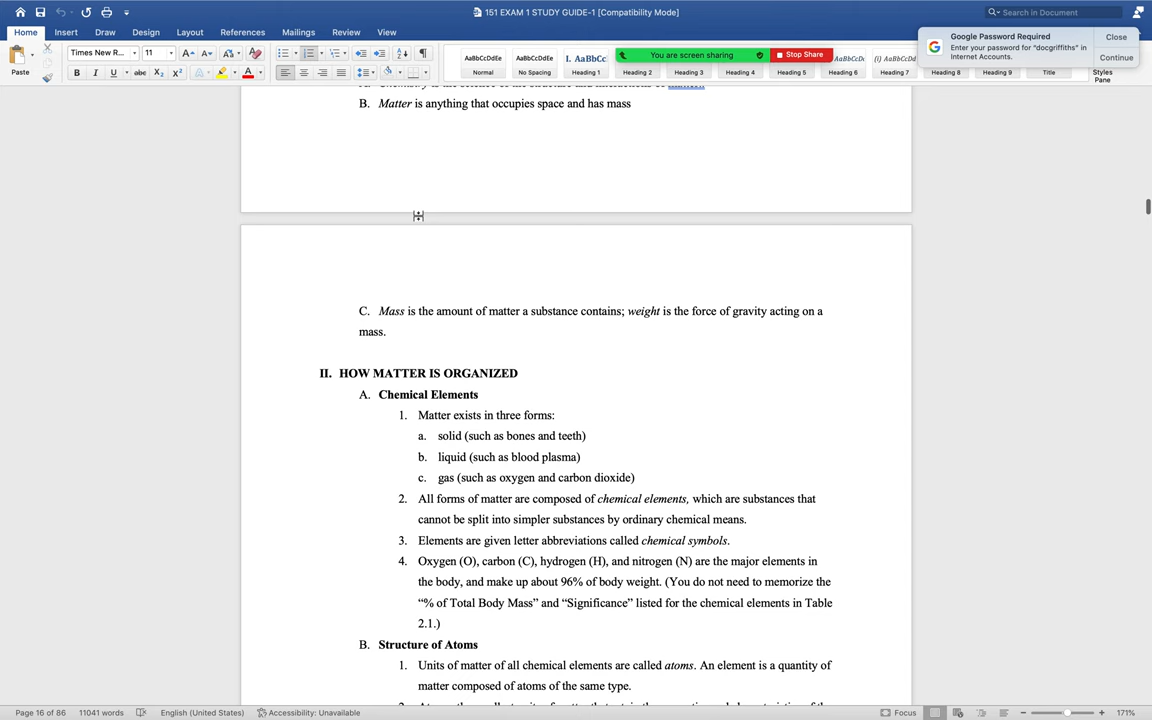 151 EXAM 1 STUDY GUIDE-1 [Compatibility Mode]
Search in Document
Home Insert Draw Design Layout References Mailings Review View
Google Password Required
Enter your password for "docgriffiths" in
Internet Accounts.
Close
Continue
Paste
Times New R...
11
You are screen sharing
Stop Share
AaBbCcDdEe
AaBbCcDdEe
I. AaBbCc
Normal No Spacing Heading 1 Heading 2 Heading 3 Heading 4 Heading 5 Heading 6 Heading 7 Heading 8 Heading 9 Title
Styles
Pane
B. Matter is anything that occupies space and has mass
C. Mass is the amount of matter a substance contains; weight is the force of gravity acting on a
mass.
II. HOW MATTER IS ORGANIZED
A. Chemical Elements
1. Matter exists in three forms:
a. solid (such as bones and teeth)
b. liquid (such as blood plasma)
c. gas (such as oxygen and carbon dioxide)
2. All forms of matter are composed of chemical elements, which are substances that
cannot be split into simpler substances by ordinary chemical means.
3. Elements are given letter abbreviations called chemical symbols.
4. Oxygen (O), carbon (C), hydrogen (H), and nitrogen (N) are the major elements in
the body, and make up about 96% of body weight. (You do not need to memorize the
“% of Total Body Mass” and “Significance” listed for the chemical elements in Table
2.1.)
B. Structure of Atoms
1. Units of matter of all chemical elements are called atoms. An element is a quantity of
matter composed of atoms of the same type.
Page 16 of 86 11041 words English (United States) Accessibility: Unavailable Focus 171%